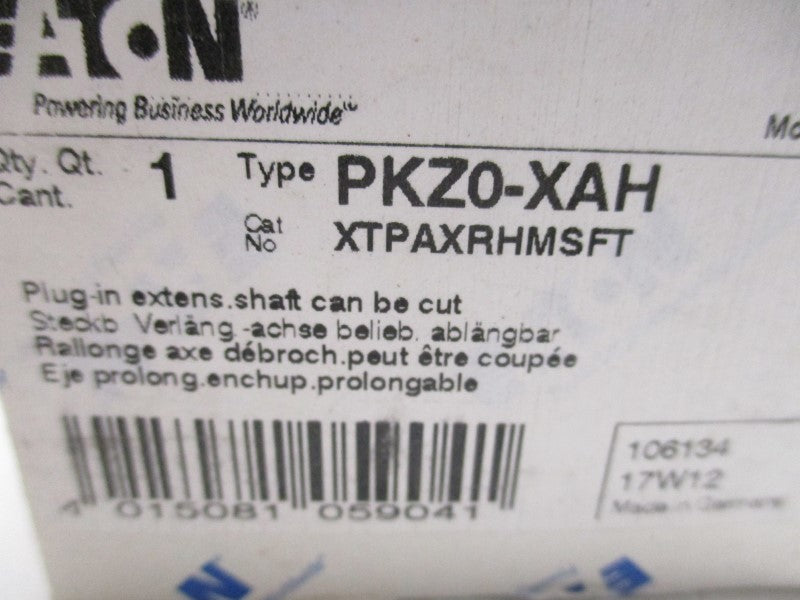 EATON®
Powering Business Worldwide™
Qty. Qt.
Cant.
1
Type PKZ0-XAH
Cat
No
XTPAXRHMSFT
Plug-in extens.shaft can be cut
Steckb. Verläng.-achse belieb. ablängbar
Rallonge axe débroch.peut être coupée
Eje prolong.enchup.prolongable
4 015081 059041
106134
17W12
Made in Germany